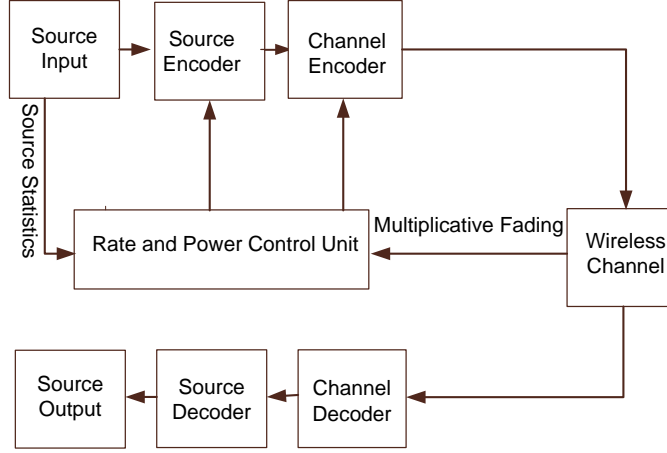 Source
Input
Source
Encoder
Channel
Encoder
Source Statistics
Rate and Power Control Unit
Multiplicative Fading
Wireless
Channel
Source
Output
Source
Decoder
Channel
Decoder